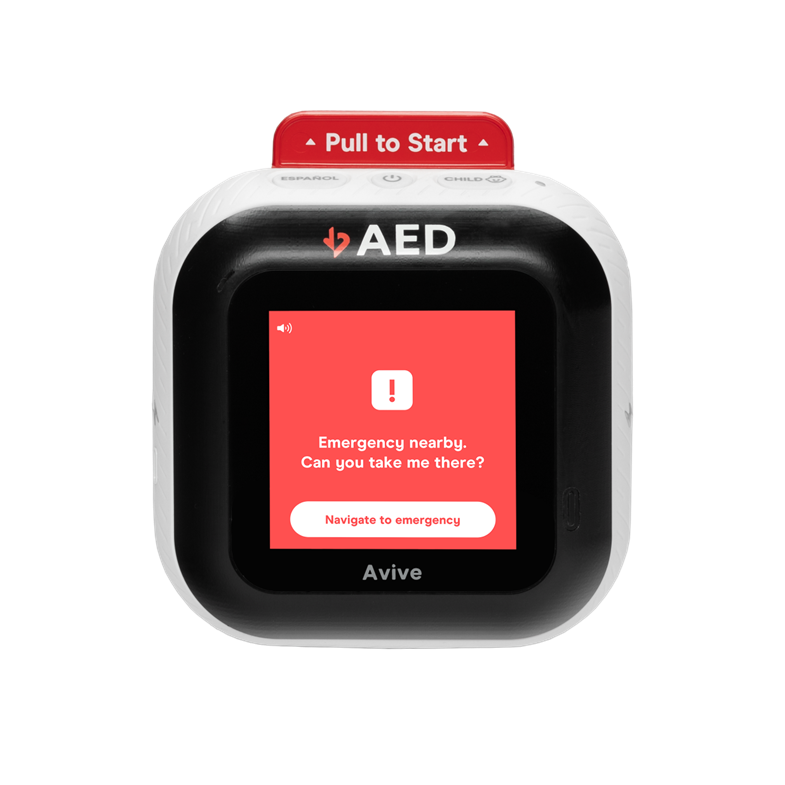 Pull to Start
ESPAÑOL CHILD
AED
!
Emergency nearby.
Can you take me there?
Navigate to emergency
Avive